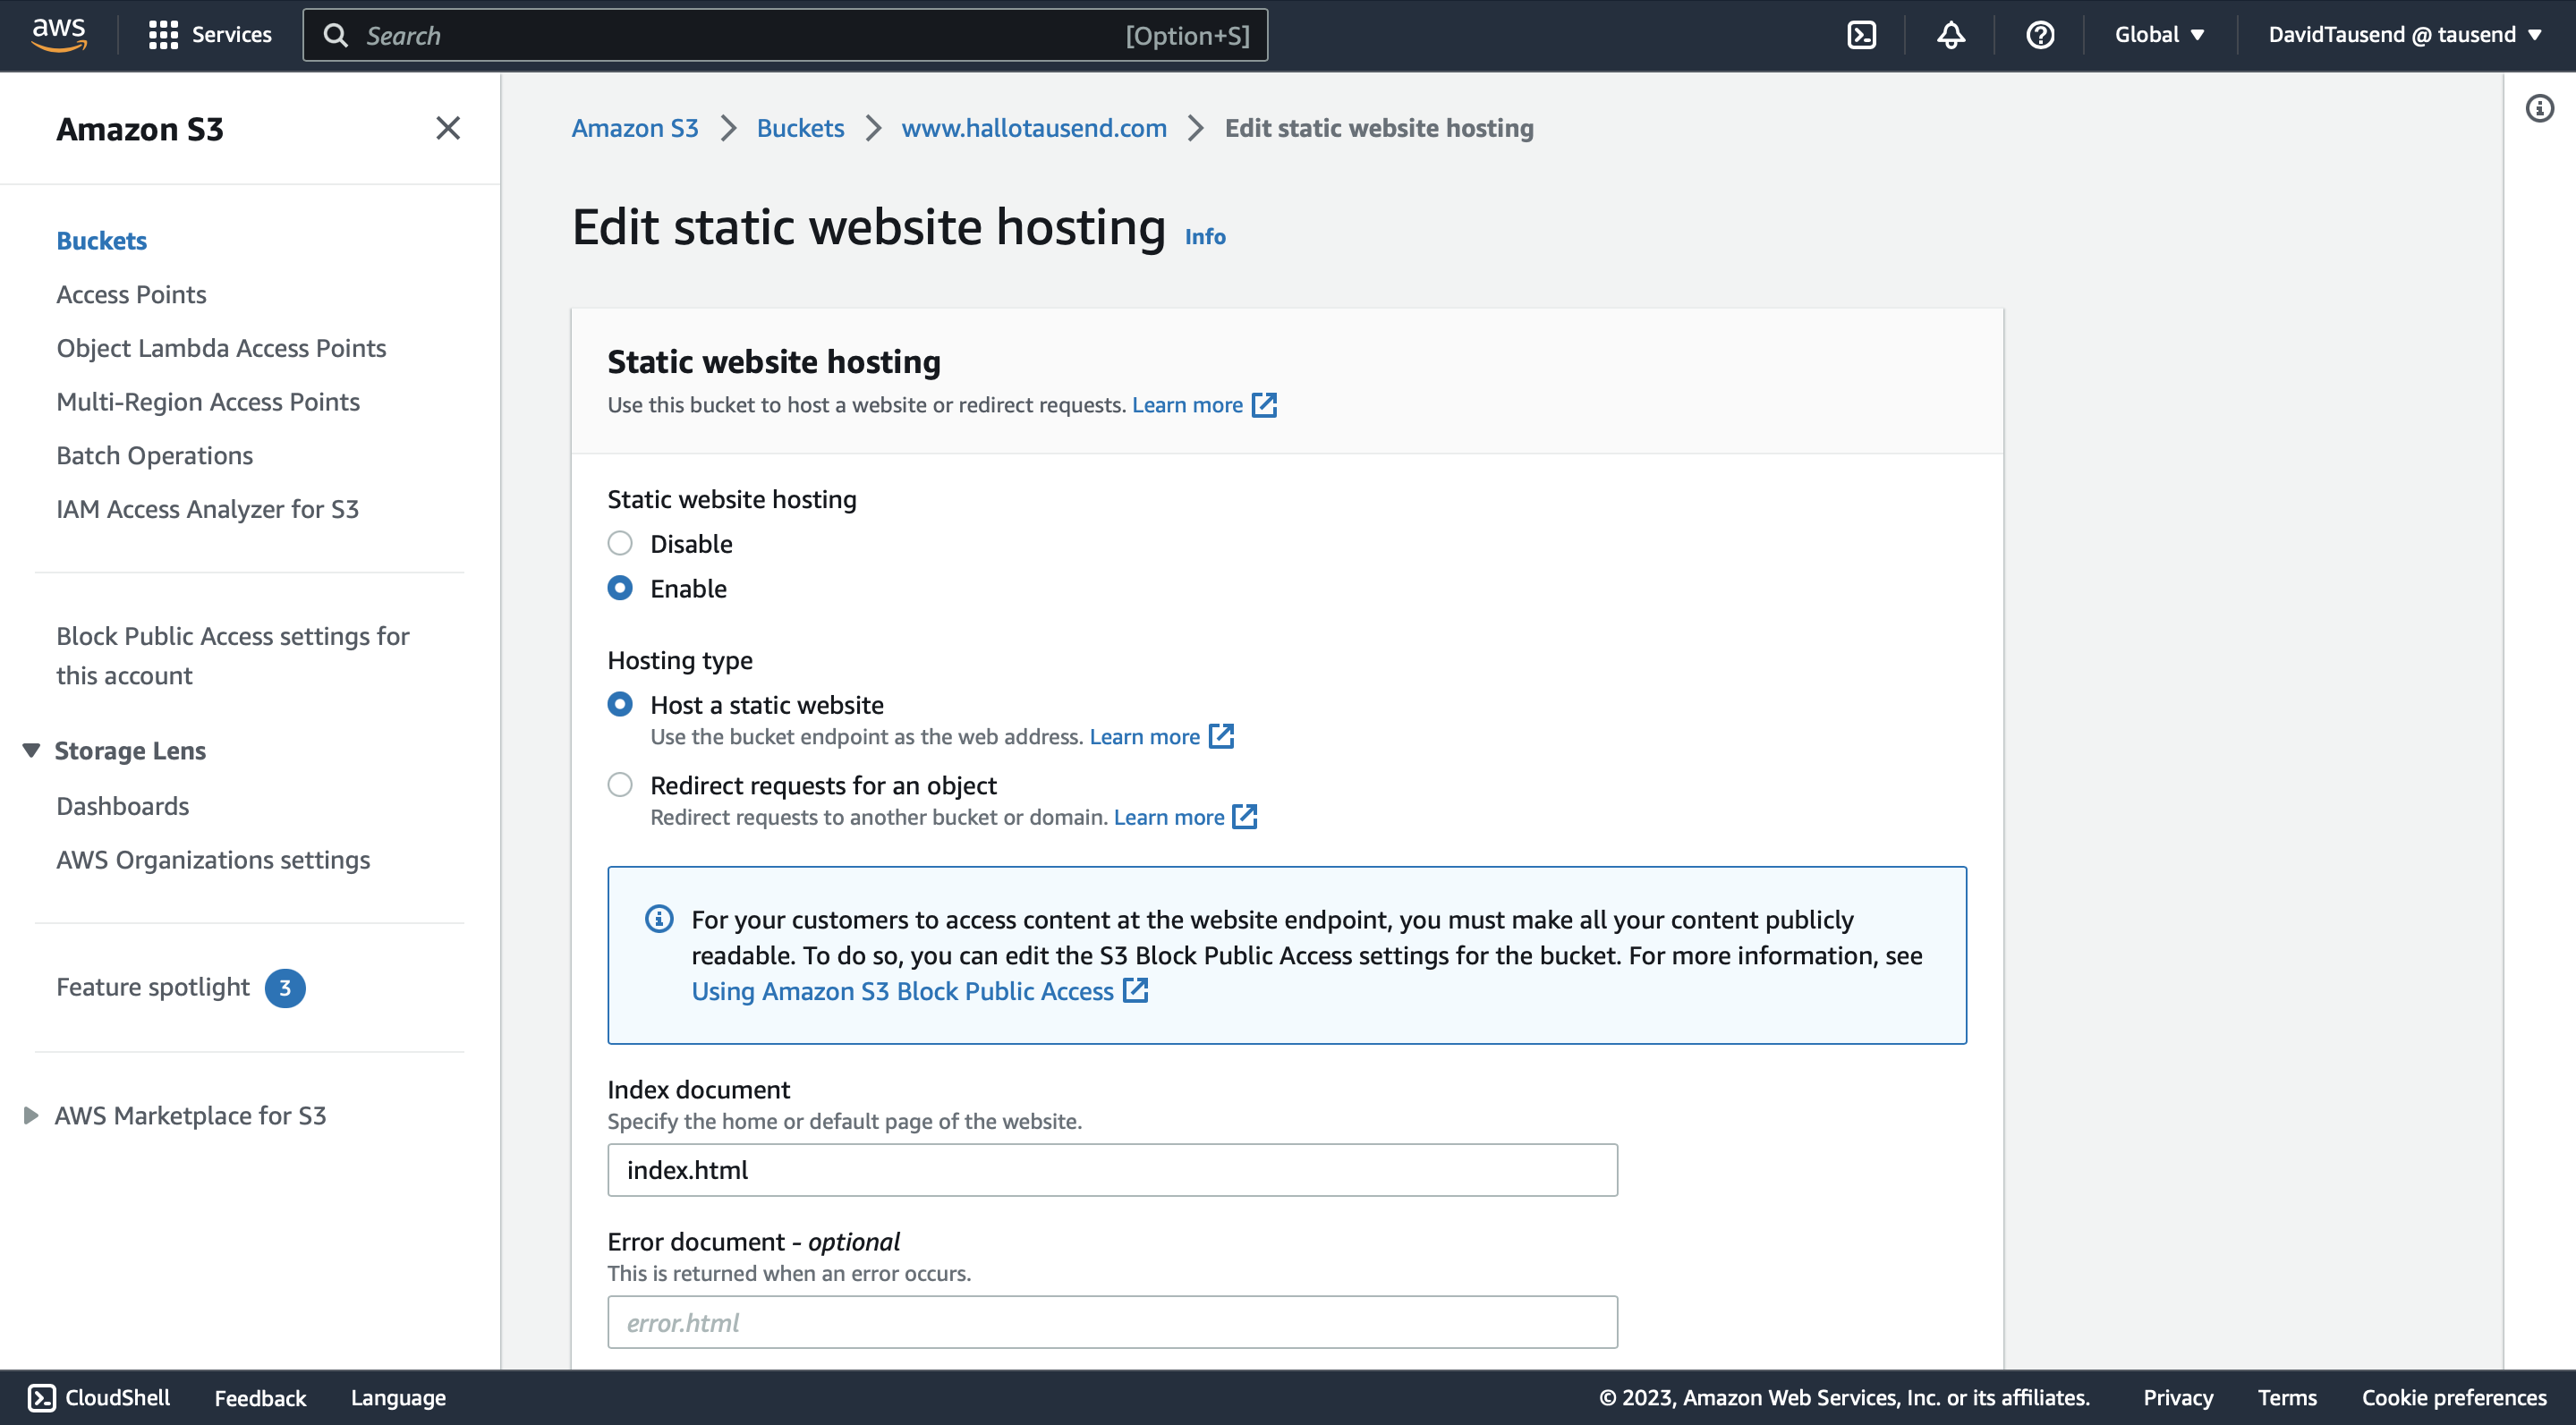 aws
Services
Search
[Option+S]
Global
DavidTausend @ tausend
Amazon S3
Buckets
Access Points
Object Lambda Access Points
Multi-Region Access Points
Batch Operations
IAM Access Analyzer for S3
Block Public Access settings for
this account
Storage Lens
Dashboards
AWS Organizations settings
Feature spotlight 3
AWS Marketplace for S3
Amazon S3 > Buckets > www.hallotausend.com > Edit static website hosting
Edit static website hosting Info
Static website hosting
Use this bucket to host a website or redirect requests. Learn more
Static website hosting
Disable
Enable
Hosting type
Host a static website
Use the bucket endpoint as the web address. Learn more
Redirect requests for an object
Redirect requests to another bucket or domain. Learn more
For your customers to access content at the website endpoint, you must make all your content publicly
readable. To do so, you can edit the S3 Block Public Access settings for the bucket. For more information, see
Using Amazon S3 Block Public Access
Index document
Specify the home or default page of the website.
index.html
Error document - optional
This is returned when an error occurs.
error.html
CloudShell
Feedback
Language
© 2023, Amazon Web Services, Inc. or its affiliates.
Privacy
Terms
Cookie preferences